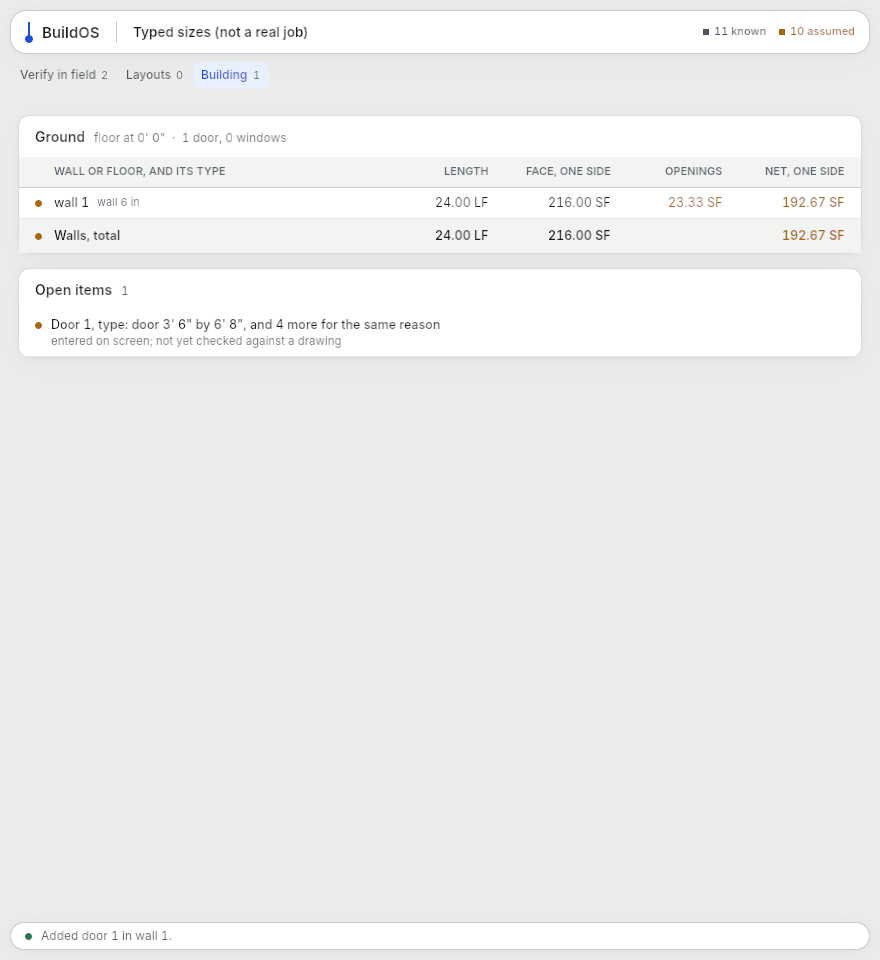 BuildOS Typed sizes (not a real job) 11 known 10 assumed
Verify in field 2 Layouts 0 Building 1
Ground floor at 0' 0" · 1 door, 0 windows
WALL OR FLOOR, AND ITS TYPE LENGTH FACE, ONE SIDE OPENINGS NET, ONE SIDE
wall 1 wall 6 in 24.00 LF 216.00 SF 23.33 SF 192.67 SF
Walls, total 24.00 LF 216.00 SF 192.67 SF
Open items 1
Door 1, type: door 3' 6" by 6' 8", and 4 more for the same reason
entered on screen; not yet checked against a drawing
Added door 1 in wall 1.